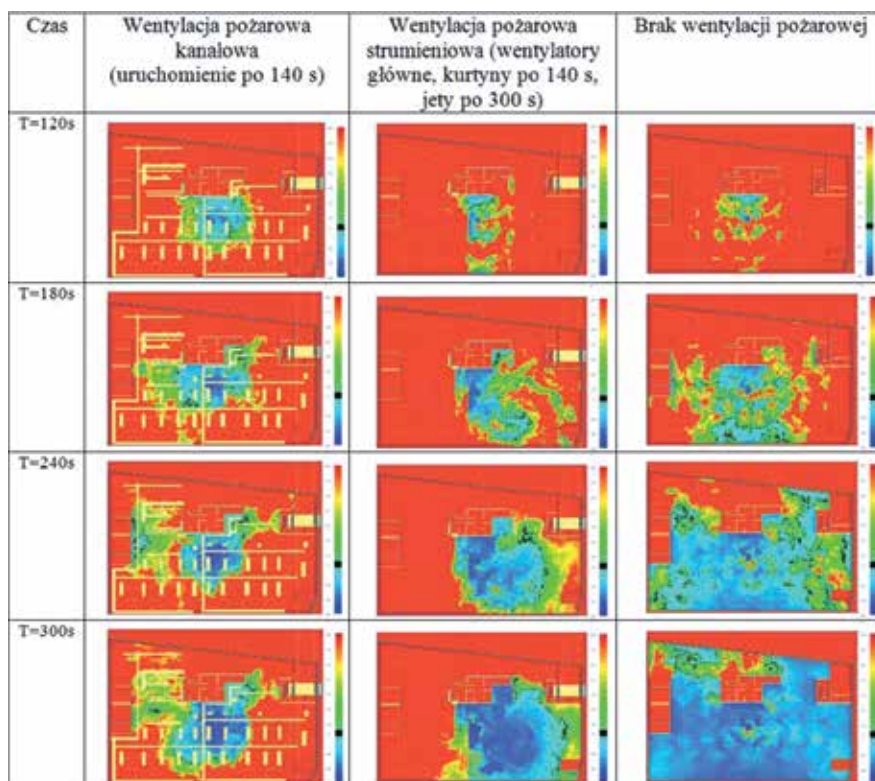 Czas
Wentylacja pożarowa
kanałowa
(uruchomienie po 140 s)
Wentylacja pożarowa
strumieniowa (wentylatory
główne, kurtyny po 140 s,
jety po 300 s)
Brak wentylacji pożarowej
T=120s
T=180s
T=240s
T=300s